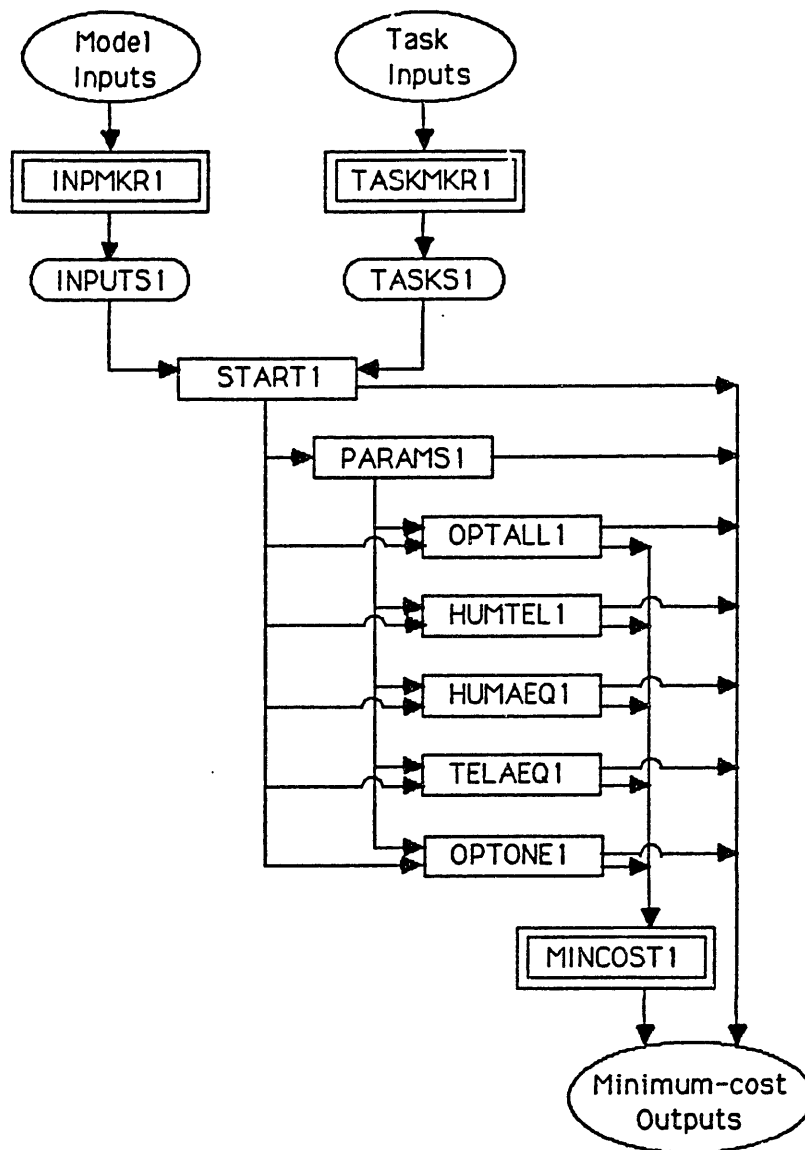 Model
Inputs
Task
Inputs
INPMKR1
TASKMKR1
INPUTS1
TASKS1
START1
PARAMS1
OPTALL1
HUMTEL1
HUMAEQ1
TELAEQ1
OPTONE1
MINCOST1
Minimum-cost
Outputs